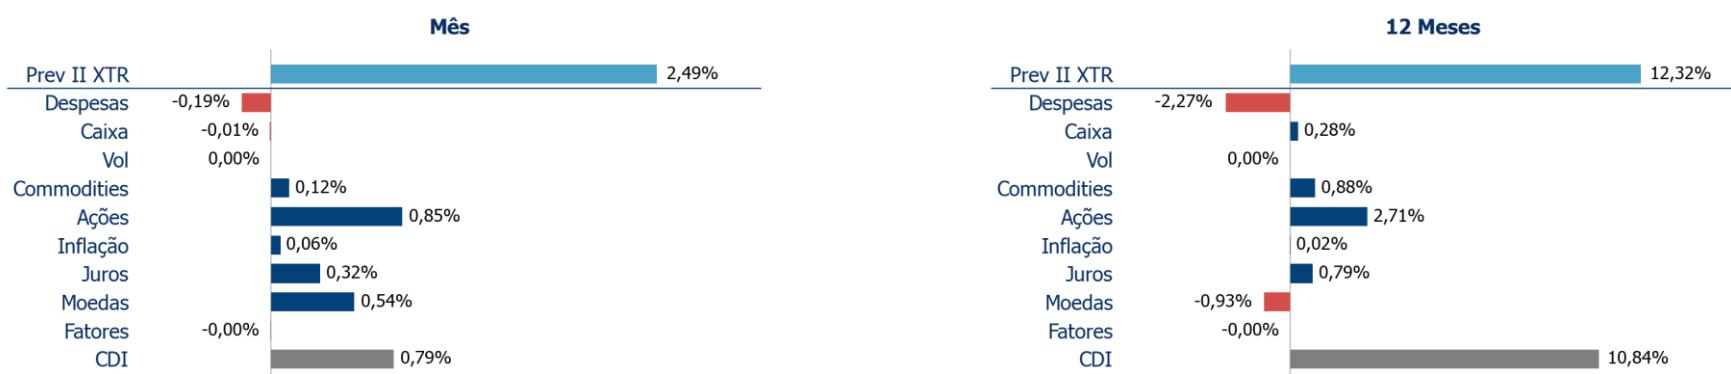 Mês
Prev II XTR 2,49%
Despesas -0,19%
Caixa -0,01%
Vol 0,00%
Commodities 0,12%
Ações 0,85%
Inflação 0,06%
Juros 0,32%
Moedas 0,54%
Fatores -0,00%
CDI 0,79%
12 Meses
Prev II XTR 12,32%
Despesas -2,27%
Caixa 0,28%
Vol 0,00%
Commodities 0,88%
Ações 2,71%
Inflação 0,02%
Juros 0,79%
Moedas -0,93%
Fatores -0,00%
CDI 10,84%